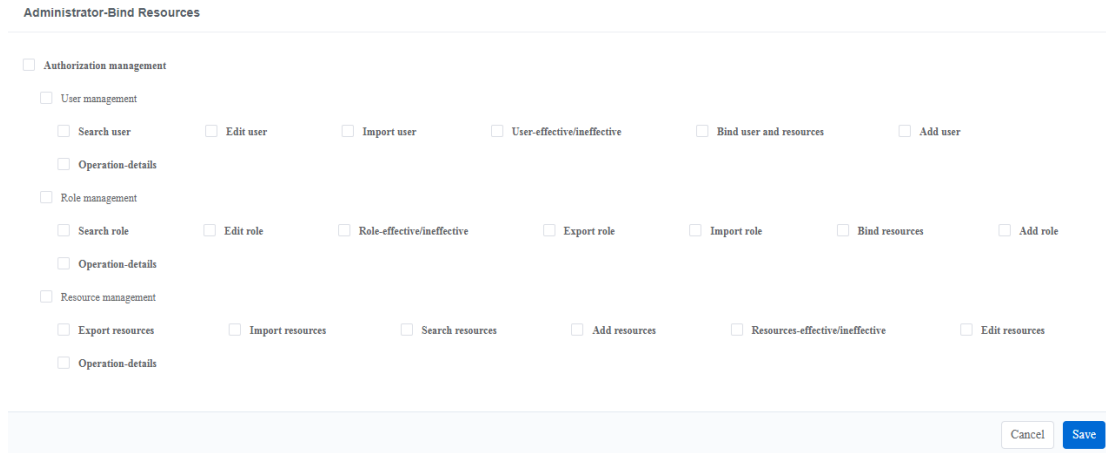 Administrator-Bind Resources
Authorization management
User management
Search user Edit user Import user User-effective/ineffective Bind user and resources Add user
Operation-details
Role management
Search role Edit role Role-effective/ineffective Export role Import role Bind resources Add role
Operation-details
Resource management
Export resources Import resources Search resources Add resources Resources-effective/ineffective Edit resources
Operation-details
Cancel Save